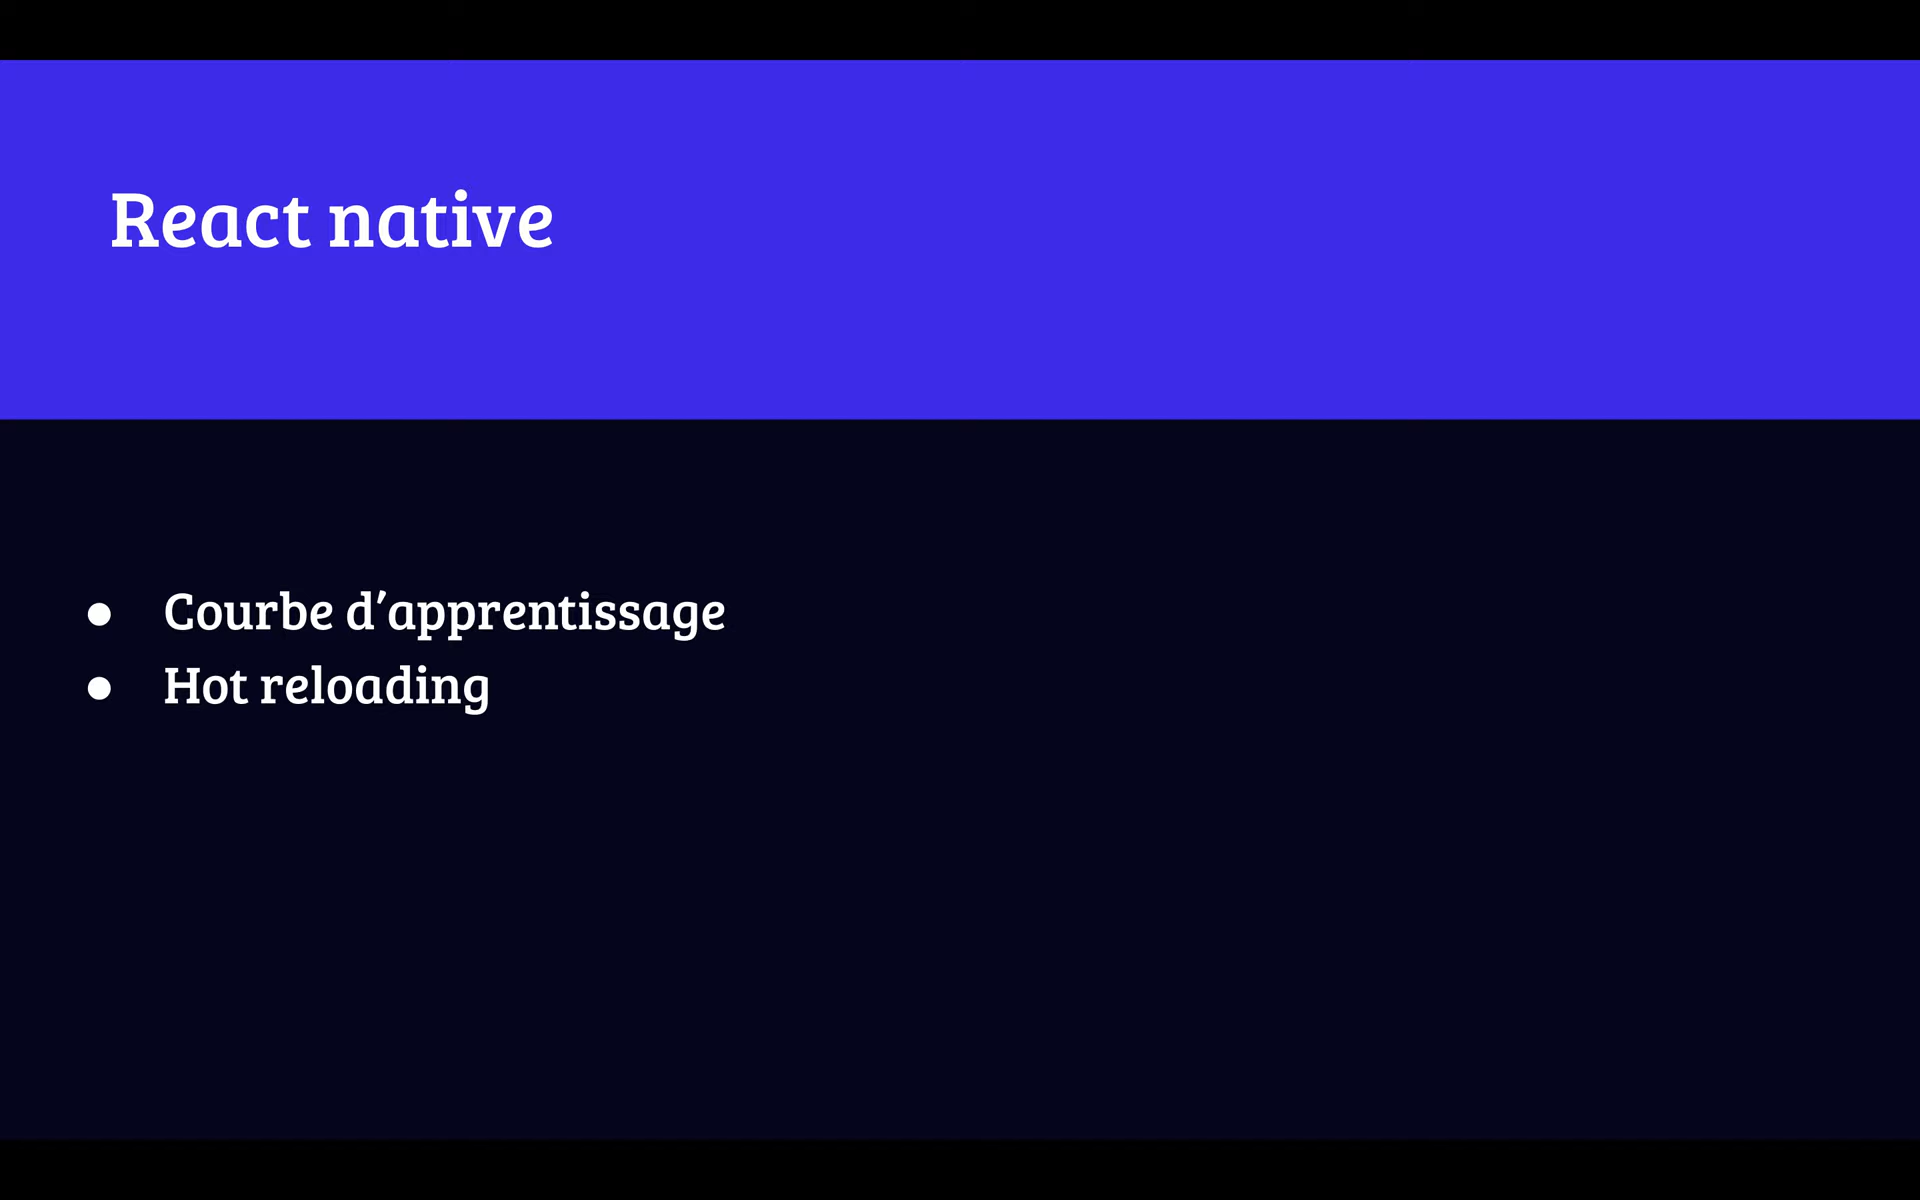 React native
● Courbe d’apprentissage
● Hot reloading